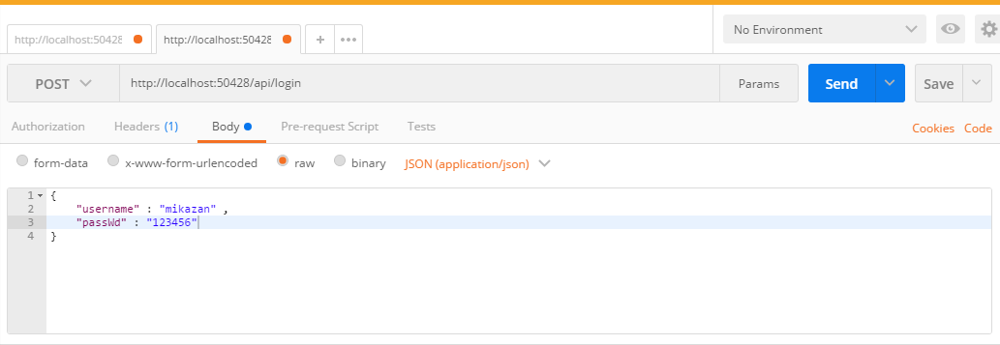 http://localhost:50428 http://localhost:50428 + ••• No Environment
POST http://localhost:50428/api/login Params Send Save
Authorization Headers (1) Body Pre-request Script Tests Cookies Code
form-data x-www-form-urlencoded raw binary JSON (application/json)
1 {
2 "username" : "mikazan" ,
3 "passWd" : "123456"
4 }